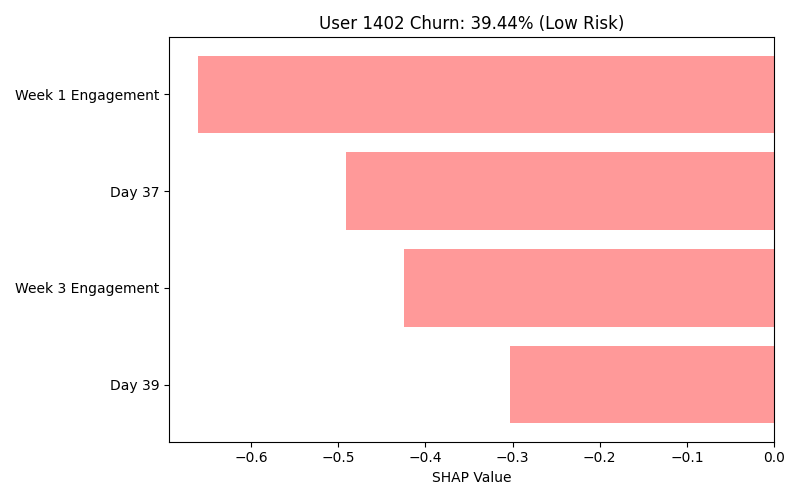 User 1402 Churn: 39.44% (Low Risk)
Week 1 Engagement
Day 37
Week 3 Engagement
Day 39
−0.6 −0.5 −0.4 −0.3 −0.2 −0.1 0.0
SHAP Value